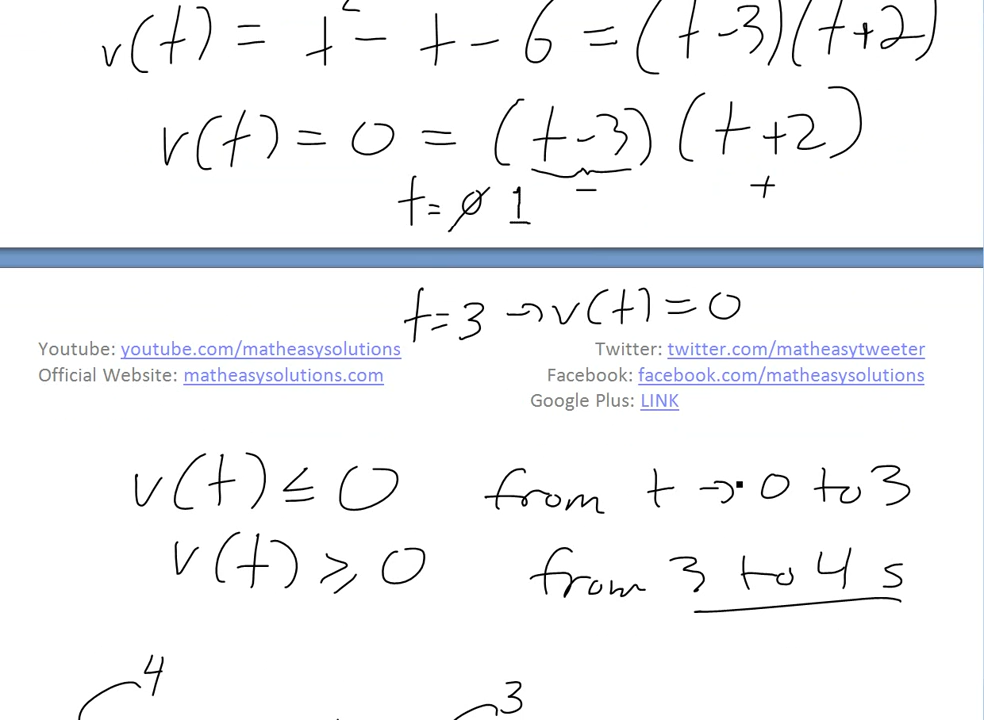 v(t) = t² - t - 6 = (t-3)(t+2)
v(t) = 0 = (t-3)(t+2)
- +
t= 0 1
t=3 → v(t) = 0
Youtube: youtube.com/matheasysolutions Twitter: twitter.com/matheasytweeter
Official Website: matheasysolutions.com Facebook: facebook.com/matheasysolutions
Google Plus: LINK
v(t) ≤ 0 from t → 0 to 3
v(t) ≥ 0 from 3 to 4 s
4 3